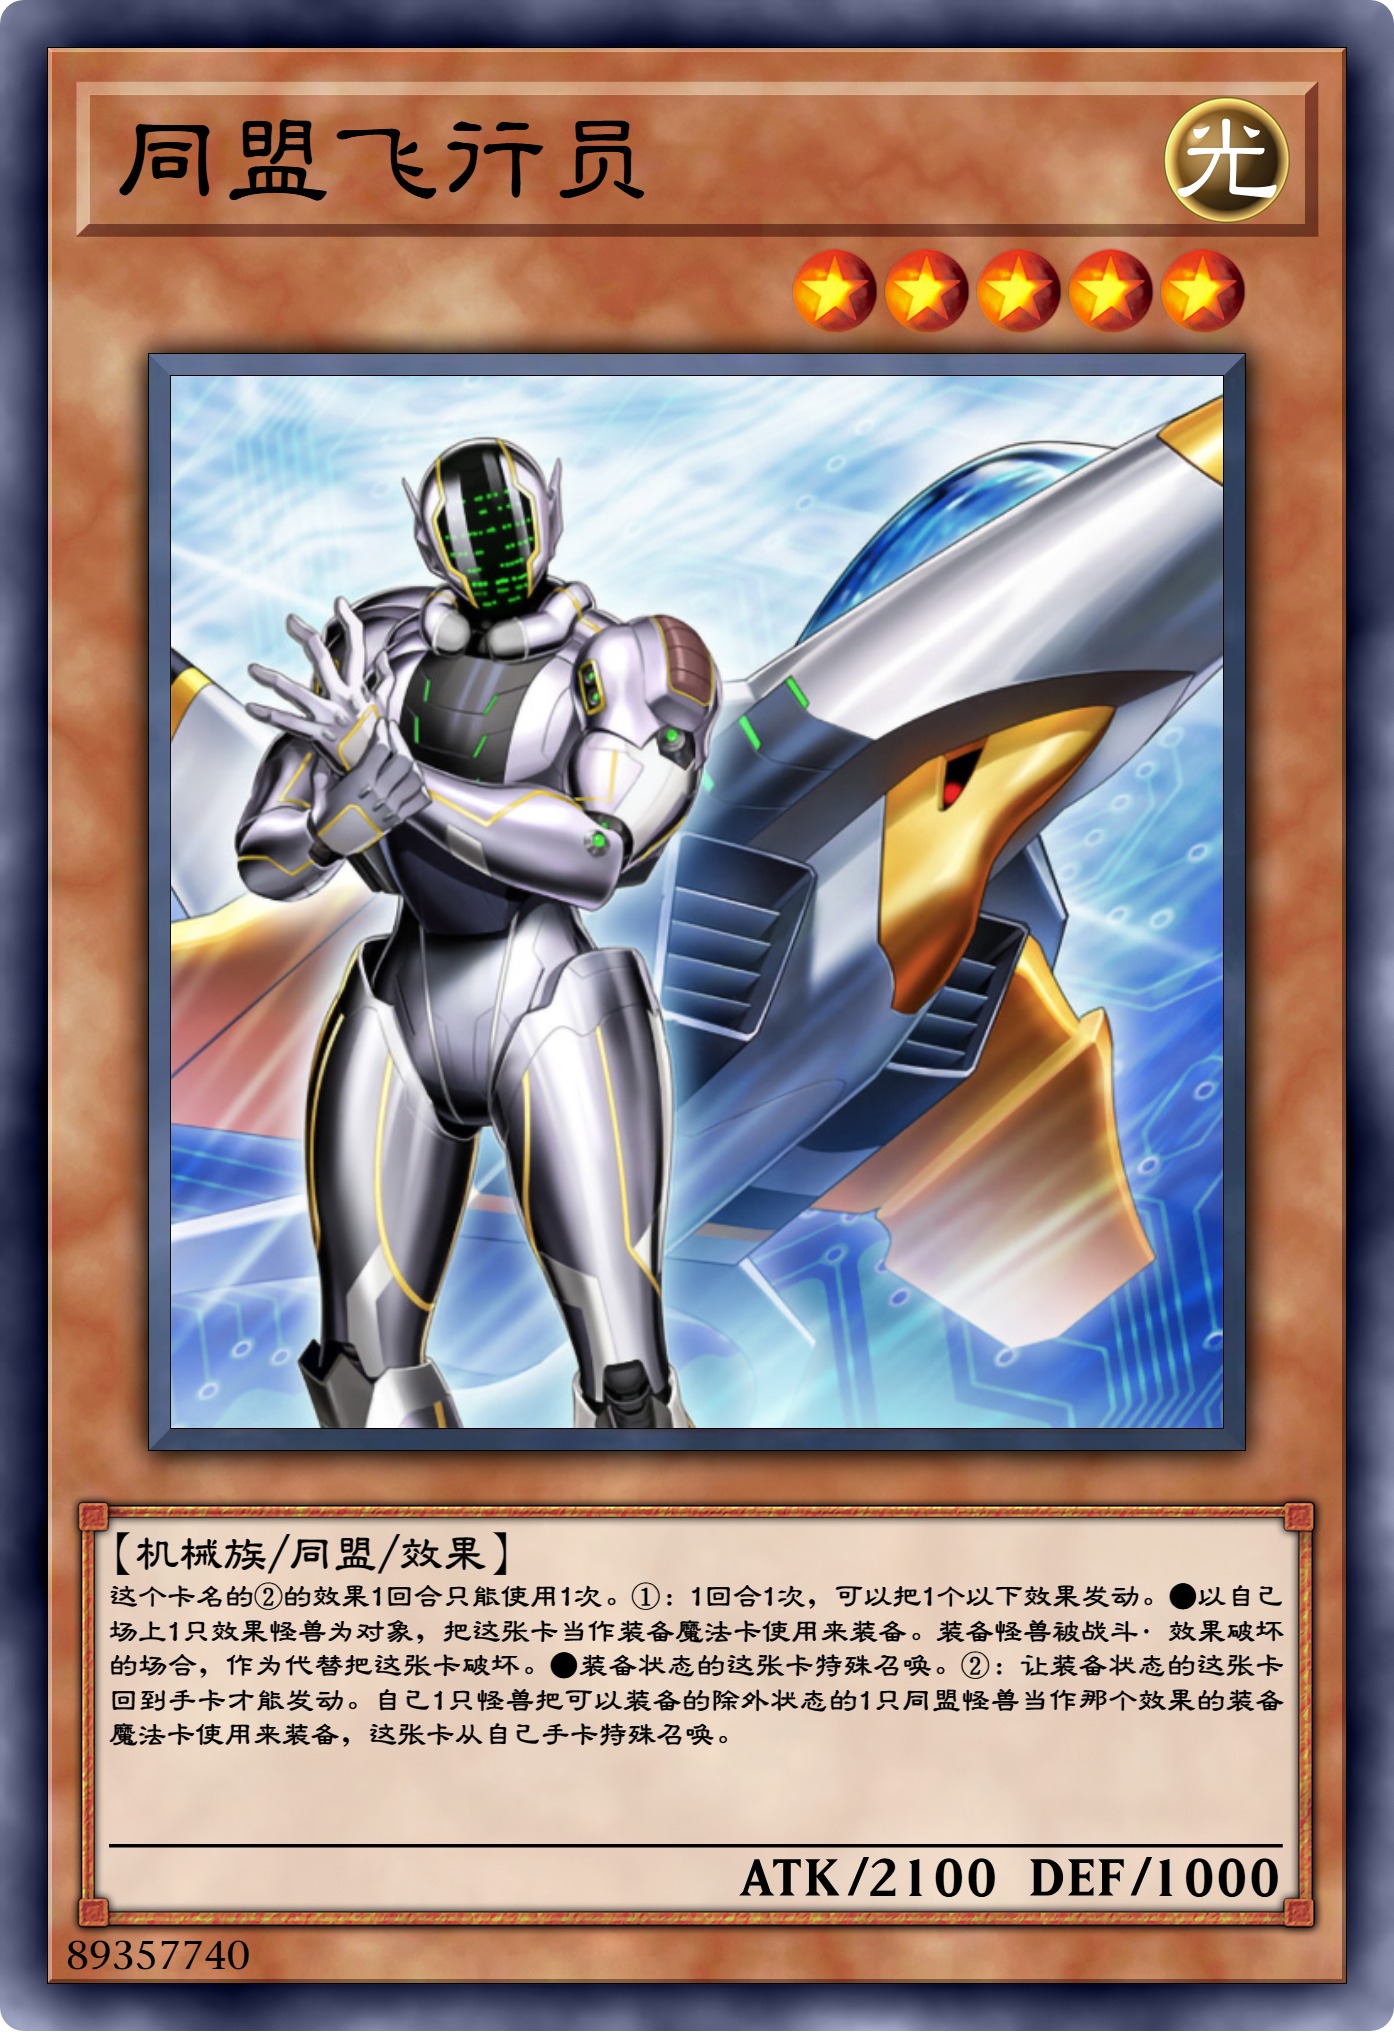 同盟飞行员
光
【机械族/同盟/效果】
这个卡名的②的效果1回合只能使用1次。①：1回合1次，可以把1个以下效果发动。●以自己
场上1只效果怪兽为对象，把这张卡当作装备魔法卡使用来装备。装备怪兽被战斗·效果破坏
的场合，作为代替把这张卡破坏。●装备状态的这张卡特殊召唤。②：让装备状态的这张卡
回到手卡才能发动。自己1只怪兽把可以装备的除外状态的1只同盟怪兽当作那个效果的装备
魔法卡使用来装备，这张卡从自己手卡特殊召唤。
ATK/2100 DEF/1000
89357740